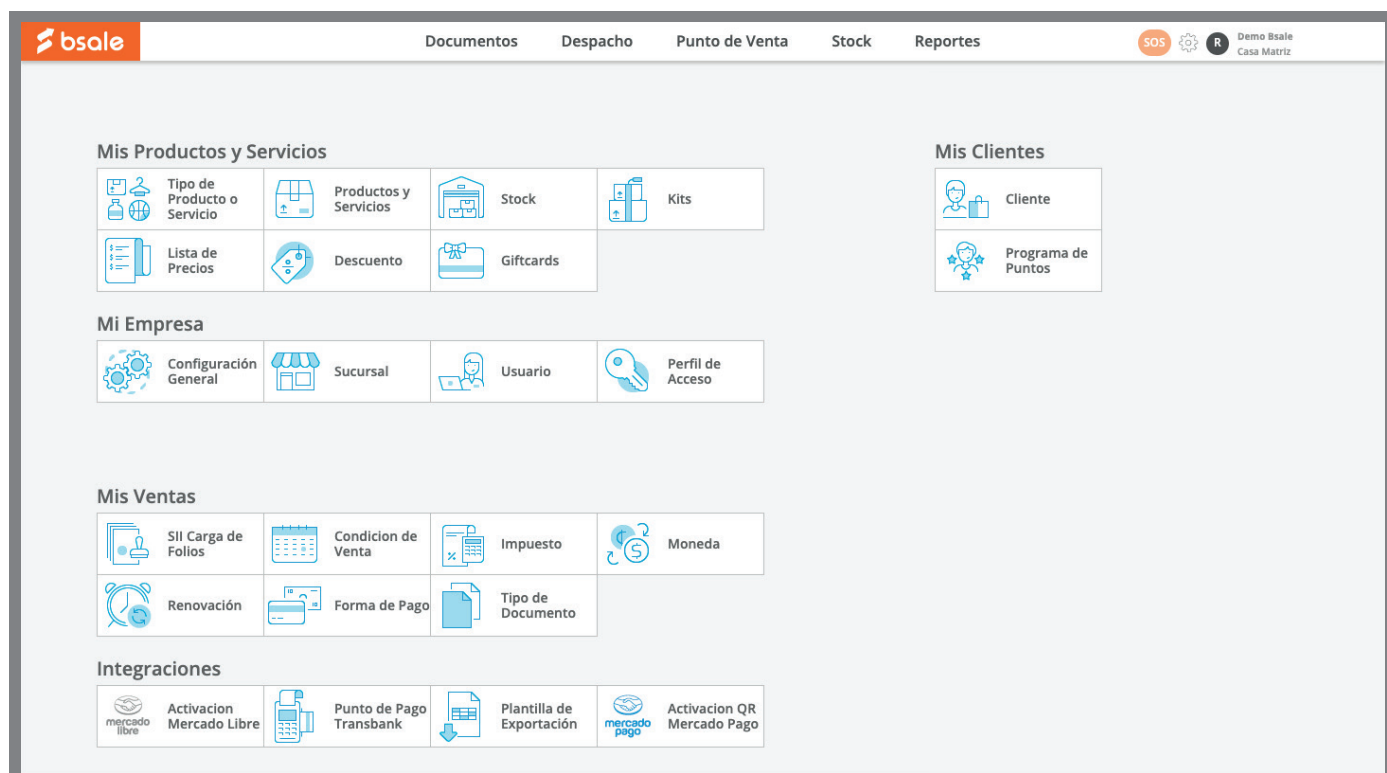 bsale
Documentos
Despacho
Punto de Venta
Stock
Reportes
SOS
R
Demo Bsale
Casa Matriz
Mis Productos y Servicios
Tipo de
Producto o
Servicio
Productos y
Servicios
Stock
Kits
Lista de
Precios
Descuento
Giftcards
Mis Clientes
Cliente
Programa de
Puntos
Mi Empresa
Configuración
General
Sucursal
Usuario
Perfil de
Acceso
Mis Ventas
SII Carga de
Folios
Condicion de
Venta
Impuesto
Moneda
Renovación
Forma de Pago
Tipo de
Documento
Integraciones
mercado
libre
Activacion
Mercado Libre
Punto de Pago
Transbank
Plantilla de
Exportación
mercado
pago
Activacion QR
Mercado Pago